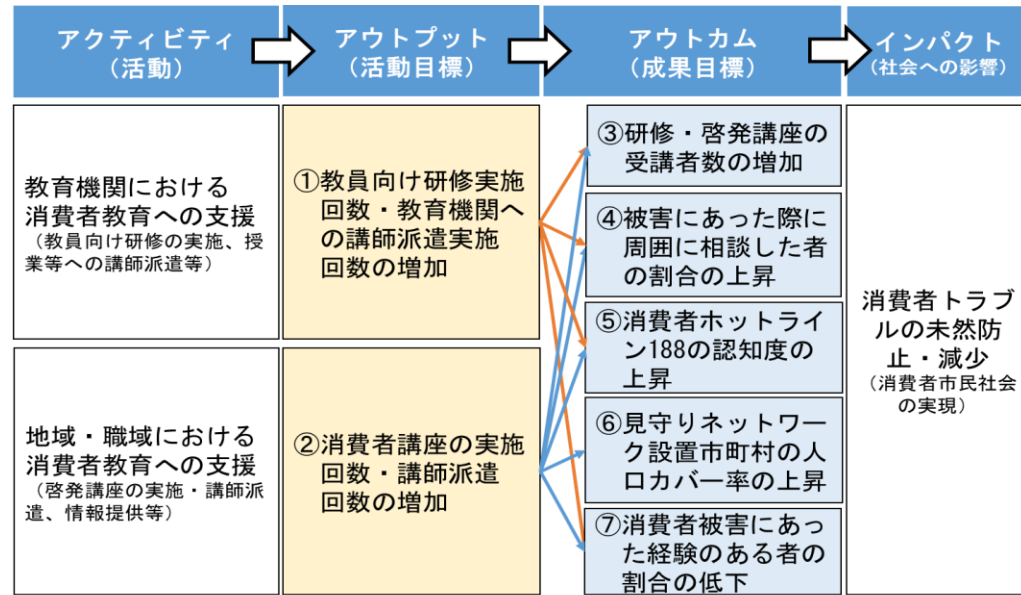 アクティビティ
（活動）
アウトプット
（活動目標）
アウトカム
（成果目標）
インパクト
（社会への影響）
教育機関における
消費者教育への支援
（教員向け研修の実施、授
業等への講師派遣等）
①教員向け研修実施
回数・教育機関へ
の講師派遣実施
回数の増加
③研修・啓発講座の
受講者数の増加
④被害にあった際に
周囲に相談した者
の割合の上昇
⑤消費者ホットライ
ン188の認知度の
上昇
地域・職域における
消費者教育への支援
（啓発講座の実施・講師派
遣、情報提供等）
②消費者講座の実施
回数・講師派遣
回数の増加
⑥見守りネットワー
ク設置市町村の人
口カバー率の上昇
⑦消費者被害にあっ
た経験のある者の
割合の低下
消費者トラブ
ルの未然防
止・減少
（消費者市民社会
の実現）